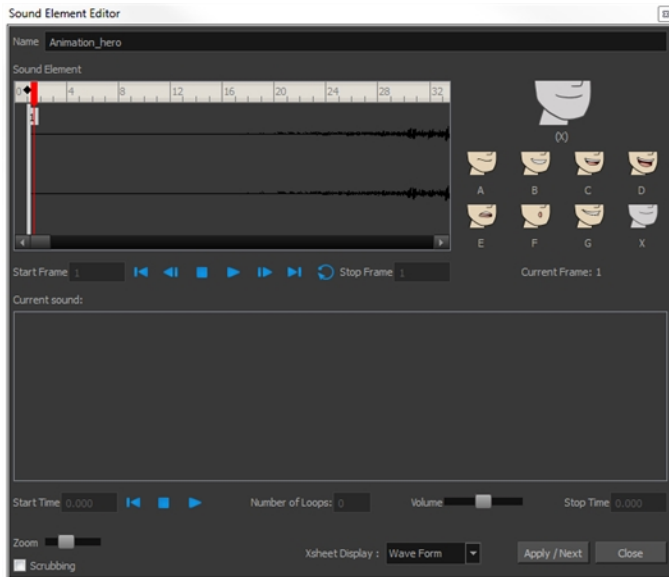 Sound Element Editor
Name Animation_hero
Sound Element
0 4 8 12 16 20 24 28 32
1
(X)
A B C D
E F G X
Start Frame 1 Stop Frame 1 Current Frame: 1
Current sound:
Start Time 0.000 Number of Loops: 0 Volume Stop Time 0.000
Zoom
Xsheet Display : Wave Form Apply / Next Close
Scrubbing